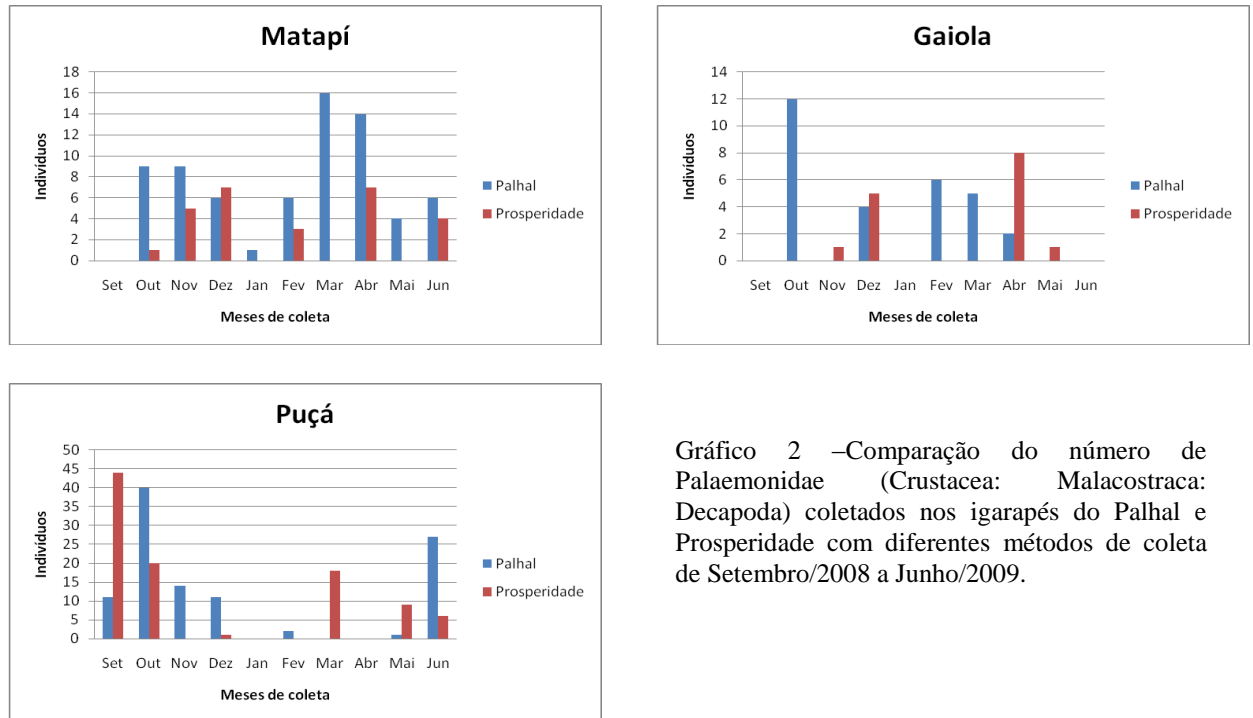 Matapí
18
16
14
12
10
8
6
4
2
0
Indivíduos
Set Out Nov Dez Jan Fev Mar Abr Mai Jun
Meses de coleta
Palhal
Prosperidade
Gaiola
14
12
10
8
6
4
2
0
Indivíduos
Set Out Nov Dez Jan Fev Mar Abr Mai Jun
Meses de coleta
Palhal
Prosperidade
Puçá
50
45
40
35
30
25
20
15
10
5
0
Indivíduos
Set Out Nov Dez Jan Fev Mar Abr Mai Jun
Meses de coleta
Palhal
Prosperidade
Gráfico 2 –Comparação do número de
Palaemonidae (Crustacea: Malacostraca:
Decapoda) coletados nos igarapés do Palhal e
Prosperidade com diferentes métodos de coleta
de Setembro/2008 a Junho/2009.